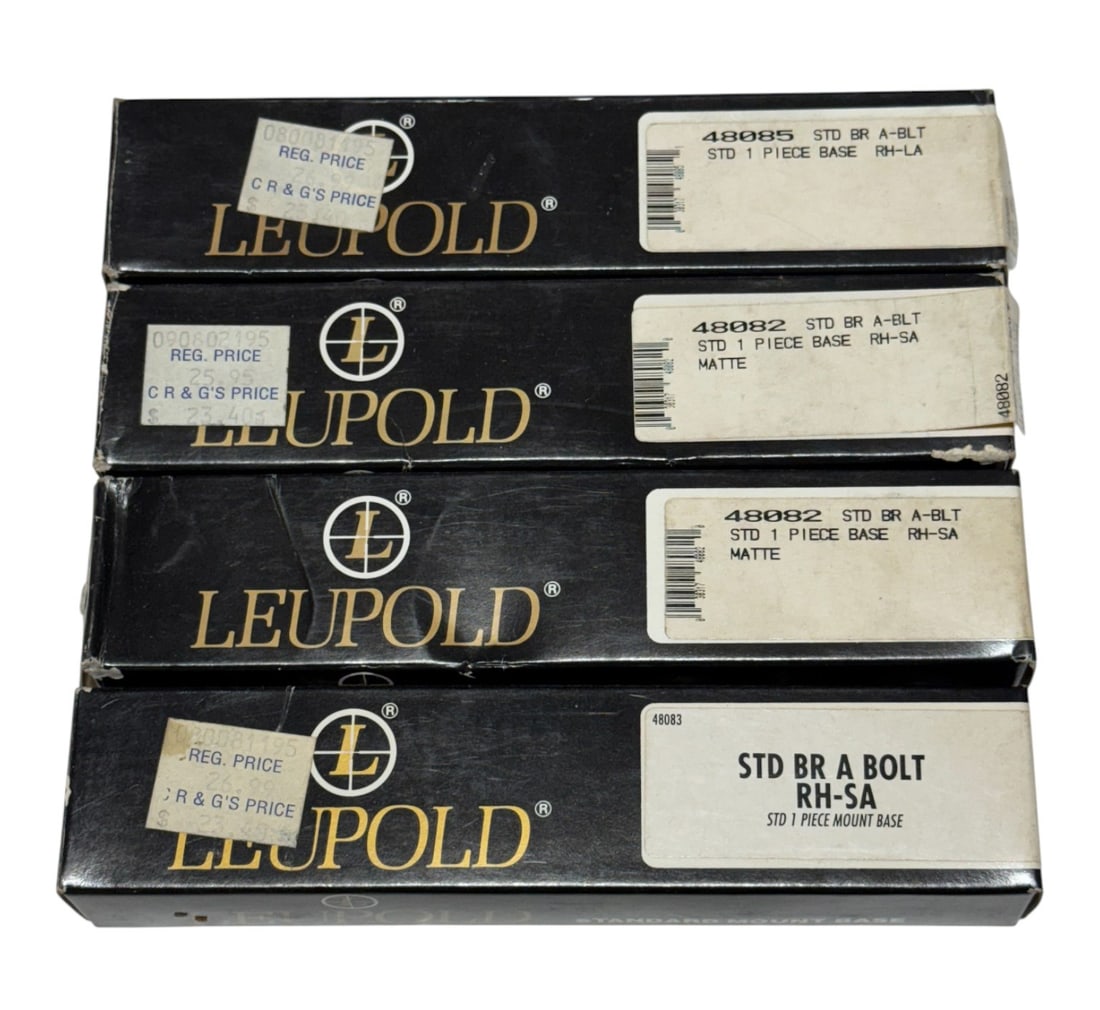 080081195
REG. PRICE
C R & G'S PRICE
$
LEUPOLD®
48085 STD BR A-BLT
STD 1 PIECE BASE RH-LA
090802195
REG. PRICE
25.95
C R & G'S PRICE
$ 23.40
L ®
LEUPOLD®
48082 STD BR A-BLT
STD 1 PIECE BASE RH-SA
MATTE
48082
L ®
LEUPOLD®
48082 STD BR A-BLT
STD 1 PIECE BASE RH-SA
MATTE
REG. PRICE
R & G'S PRICE
$
L ®
LEUPOLD®
48083
STD BR A BOLT
RH-SA
STD 1 PIECE MOUNT BASE
LEUPOLD
STANDARD MOUNT BASE